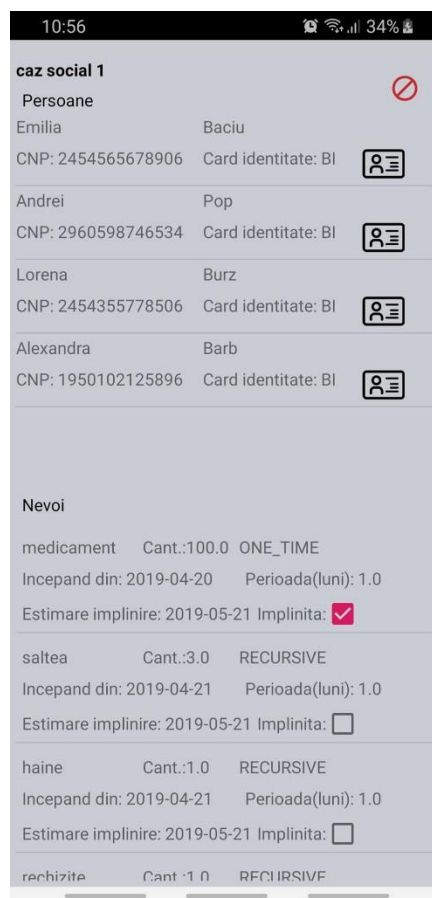 10:56 34%
caz social 1
Persoane
Emilia Baciu
CNP: 2454565678906 Card identitate: BI
Andrei Pop
CNP: 2960598746534 Card identitate: BI
Lorena Burz
CNP: 2454355778506 Card identitate: BI
Alexandra Barb
CNP: 1950102125896 Card identitate: BI
Nevoi
medicament Cant.:100.0 ONE_TIME
Incepand din: 2019-04-20 Perioada(luni): 1.0
Estimare implinire: 2019-05-21 Implinita:
saltea Cant.:3.0 RECURSIVE
Incepand din: 2019-04-21 Perioada(luni): 1.0
Estimare implinire: 2019-05-21 Implinita:
haine Cant.:1.0 RECURSIVE
Incepand din: 2019-04-21 Perioada(luni): 1.0
Estimare implinire: 2019-05-21 Implinita:
rechizite Cant.:1.0 RECURSIVE